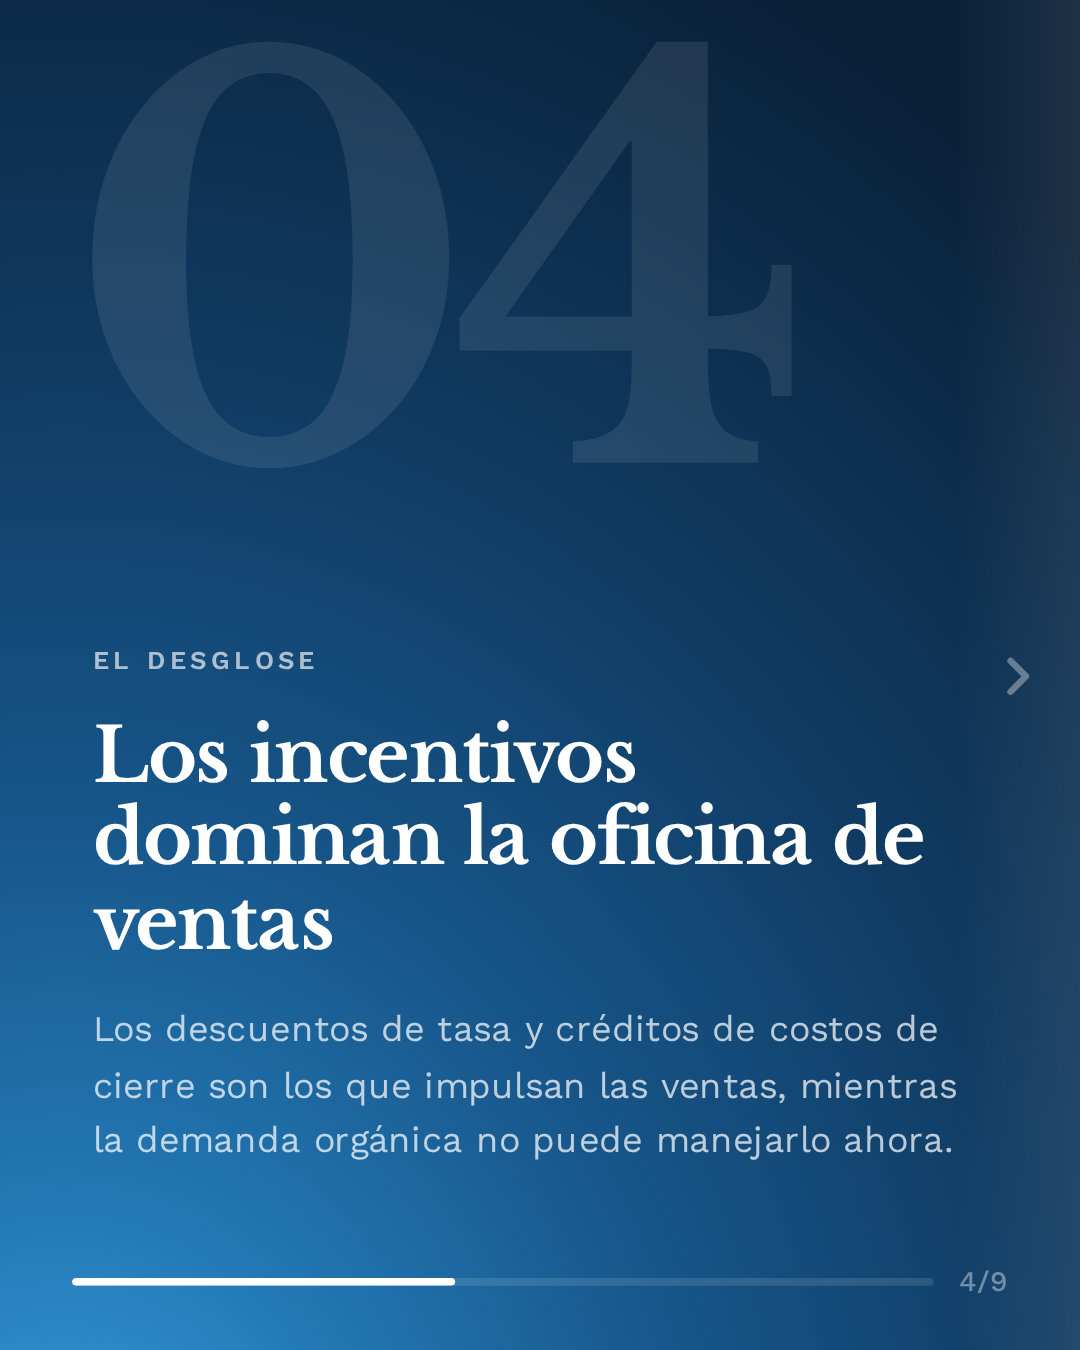 04
EL DESGLOSE
Los incentivos
dominan la oficina de
ventas
Los descuentos de tasa y créditos de costos de
cierre son los que impulsan las ventas, mientras
la demanda orgánica no puede manejarlo ahora.
4/9